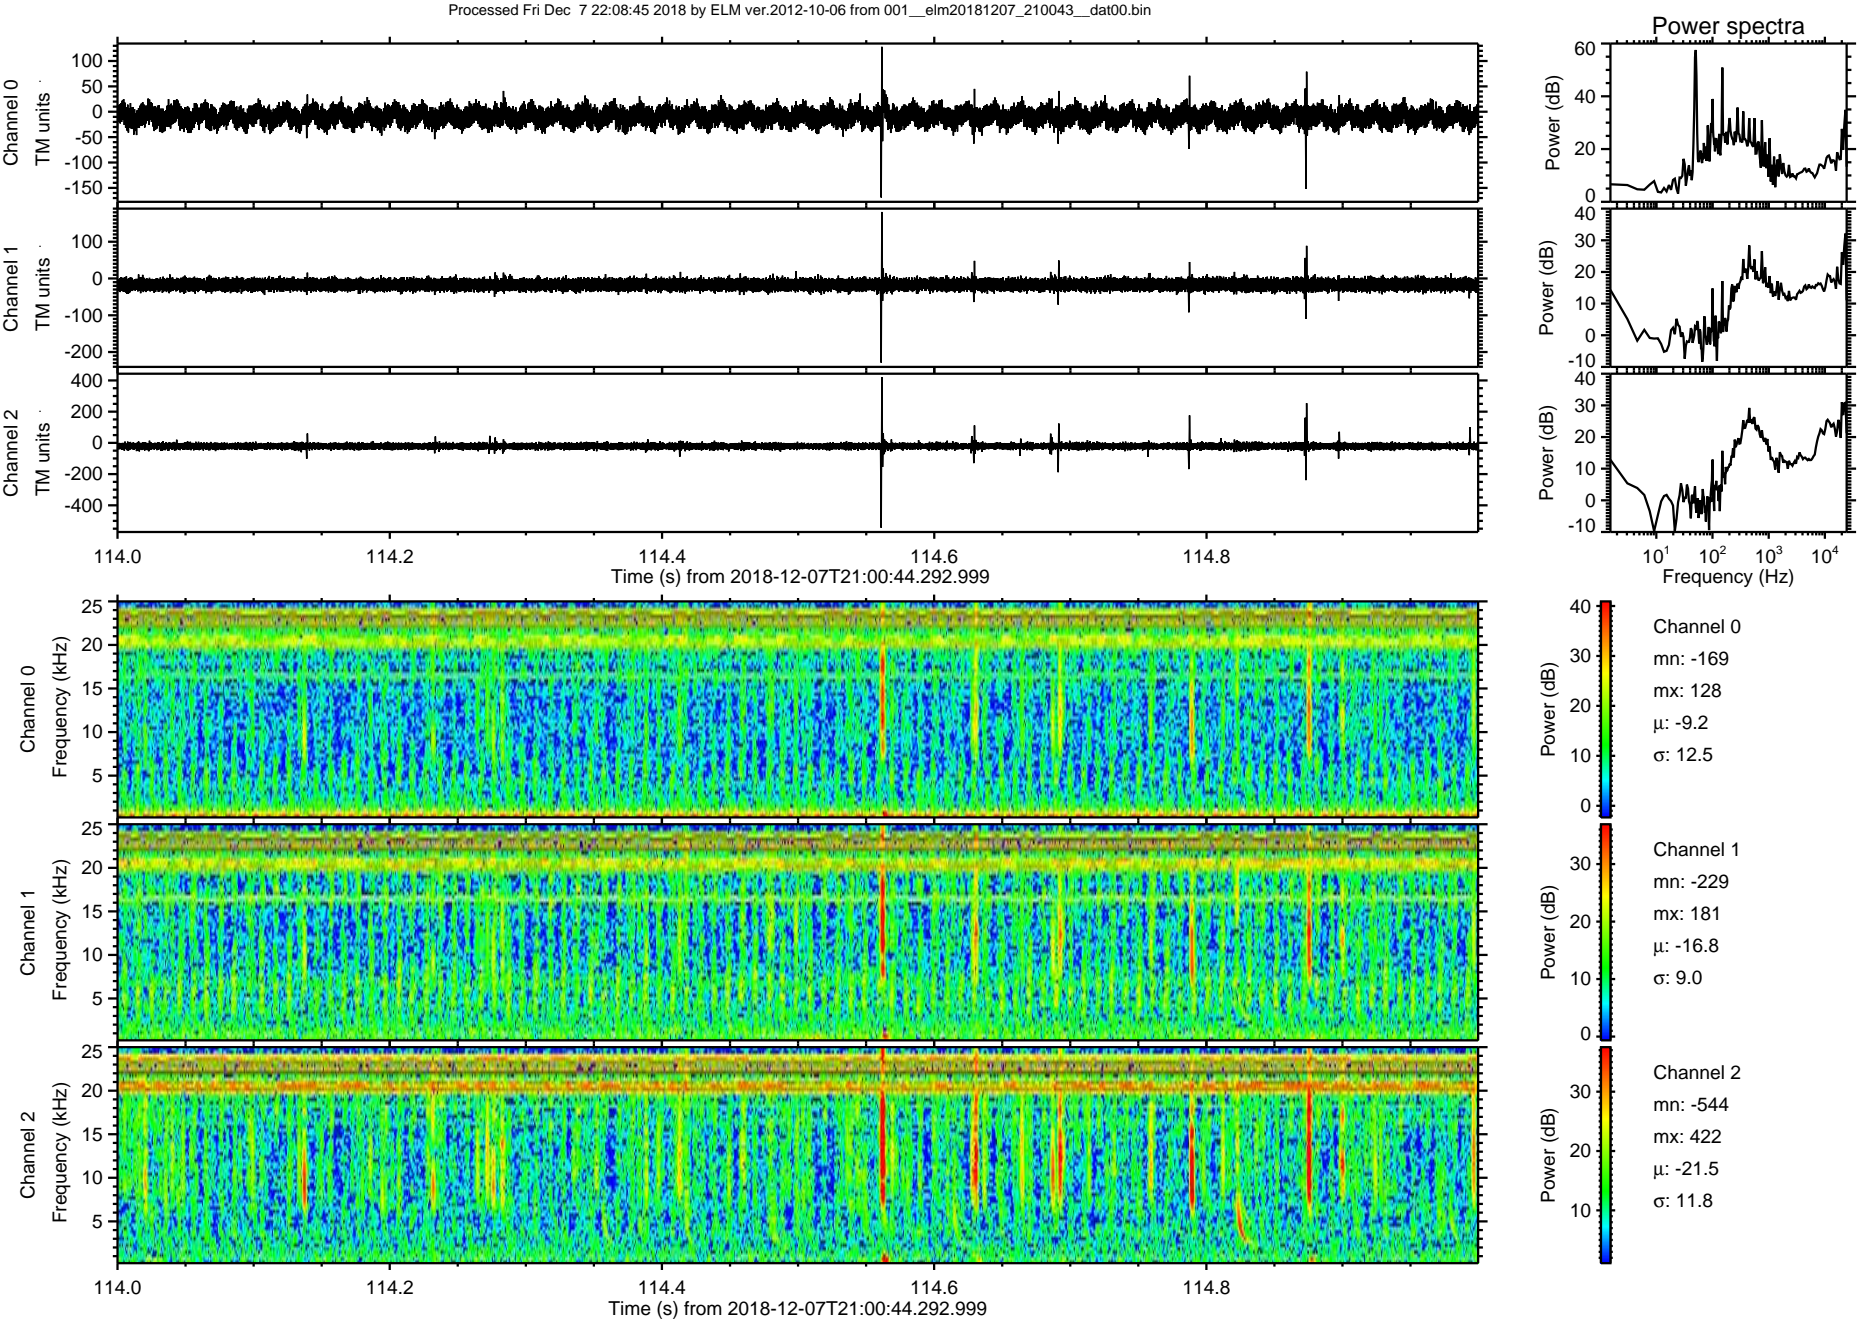 Processed Fri Dec  7 22:08:45 2018 by ELM ver.2012-10-06 from 001__elm20181207_210043__dat00.bin
Power spectra
Channel 0
TM units
100
50
0
-50
-100
-150
Power (dB)
60
40
20
0
Channel 1
TM units
100
0
-100
-200
Power (dB)
40
30
20
10
0
-10
Channel 2
TM units
400
200
0
-200
-400
Power (dB)
40
30
20
10
0
-10
114.0 114.2 114.4 114.6 114.8
Time (s) from 2018-12-07T21:00:44.292.999
10¹ 10² 10³ 10⁴
Frequency (Hz)
Channel 0
Frequency (kHz)
25
20
15
10
5
Power (dB)
40
30
20
10
0
Channel 0
mn: -169
mx: 128
μ: -9.2
σ: 12.5
Channel 1
Frequency (kHz)
25
20
15
10
5
Power (dB)
30
20
10
0
Channel 1
mn: -229
mx: 181
μ: -16.8
σ: 9.0
Channel 2
Frequency (kHz)
25
20
15
10
5
Power (dB)
30
20
10
Channel 2
mn: -544
mx: 422
μ: -21.5
σ: 11.8
114.0 114.2 114.4 114.6 114.8
Time (s) from 2018-12-07T21:00:44.292.999